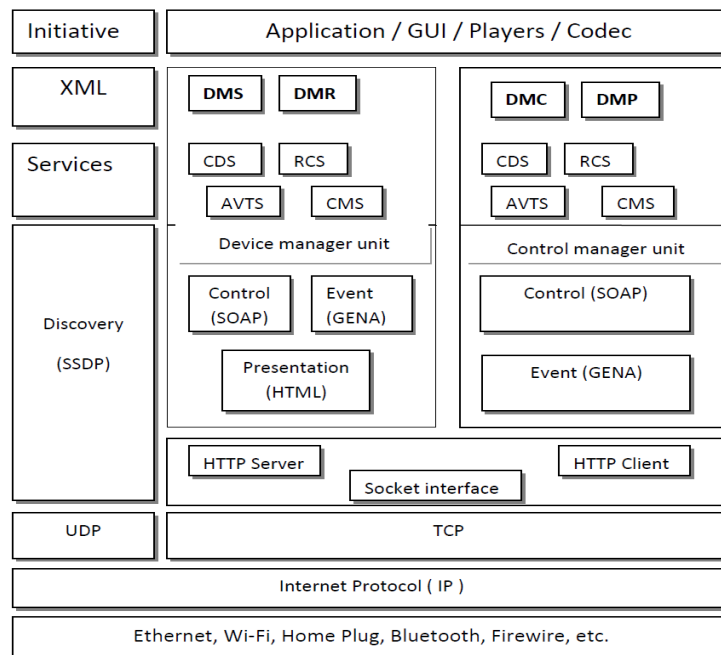 Initiative
Application / GUI / Players / Codec
XML
DMS
DMR
DMC
DMP
Services
CDS
RCS
CDS
RCS
AVTS
CMS
AVTS
CMS
Device manager unit
Control manager unit
Discovery
(SSDP)
Control
(SOAP)
Event
(GENA)
Control (SOAP)
Presentation
(HTML)
Event (GENA)
HTTP Server
HTTP Client
Socket interface
UDP
TCP
Internet Protocol ( IP )
Ethernet, Wi-Fi, Home Plug, Bluetooth, Firewire, etc.